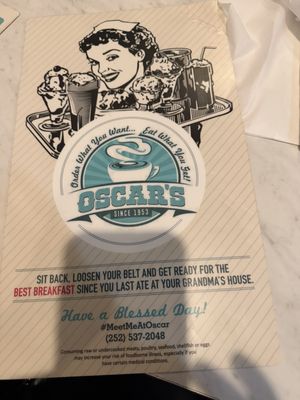 Order What You Want... Eat What You Get!
OSCAR'S
SINCE 1953
SIT BACK, LOOSEN YOUR BELT AND GET READY FOR THE
BEST BREAKFAST SINCE YOU LAST ATE AT YOUR GRANDMA'S HOUSE.
Have a Blessed Day!
#MeetMeAtOscar
(252) 537-2048
Consuming raw or undercooked meats, poultry, seafood, shellfish or eggs
may increase your risk of foodborne illness, especially if you
have certain medical conditions.